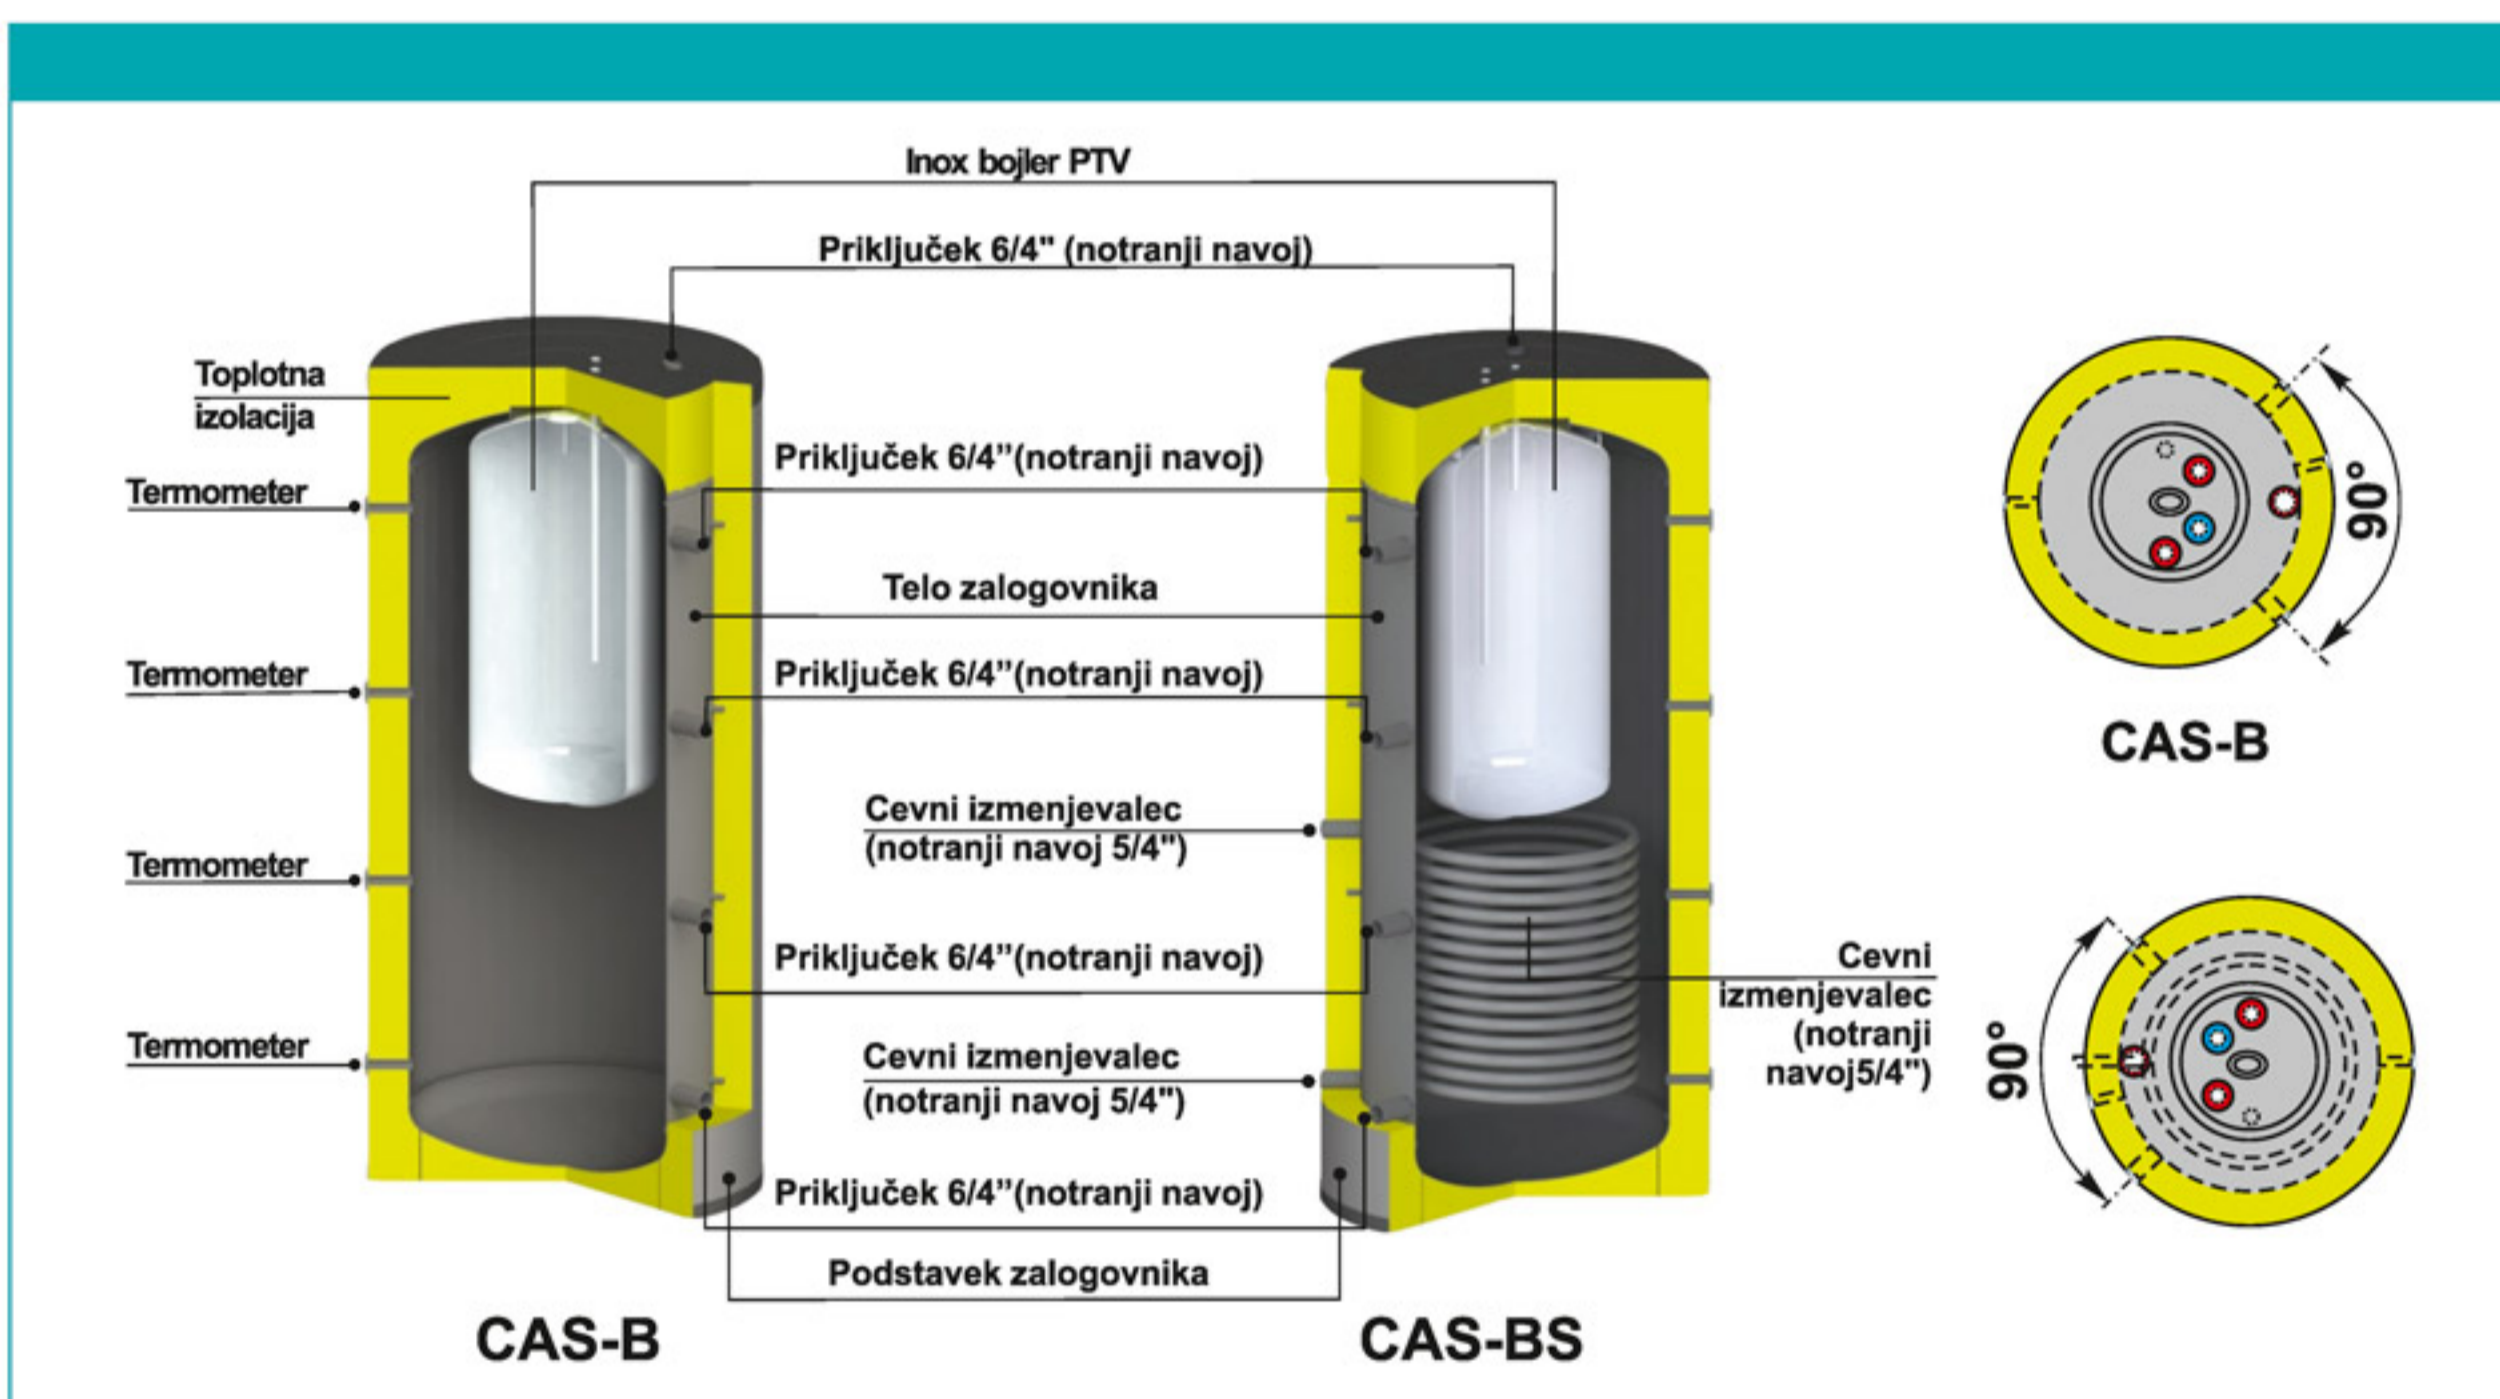 Inox bojler PTV
Priključek 6/4" (notranji navoj)
Toplotna
izolacija
Termometer
Priključek 6/4”(notranji navoj)
Telo zalogovnika
Termometer
Priključek 6/4”(notranji navoj)
Cevni izmenjevalec
(notranji navoj 5/4")
Termometer
Priključek 6/4”(notranji navoj)
Cevni
izmenjevalec
(notranji
navoj5/4")
Termometer
Cevni izmenjevalec
(notranji navoj 5/4")
Priključek 6/4”(notranji navoj)
Podstavek zalogovnika
CAS-B
CAS-BS
90°
CAS-B
90°